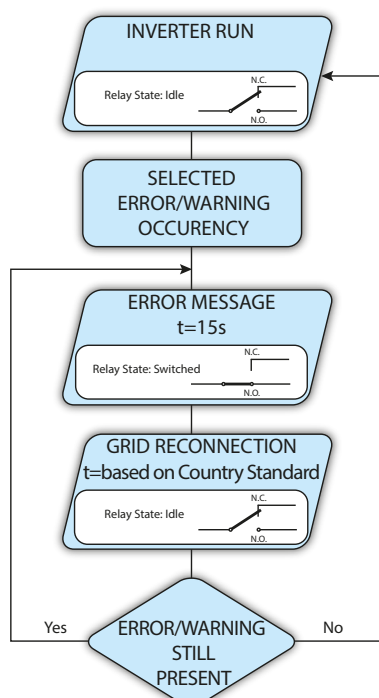 INVERTER RUN
N.C.
Relay State: Idle
N.O.
SELECTED
ERROR/WARNING
OCCURENCY
ERROR MESSAGE
t=15s
N.C.
Relay State: Switched
N.O.
GRID RECONNECTION
t=based on Country Standard
N.C.
Relay State: Idle
N.O.
Yes
ERROR/WARNING
STILL
PRESENT
No